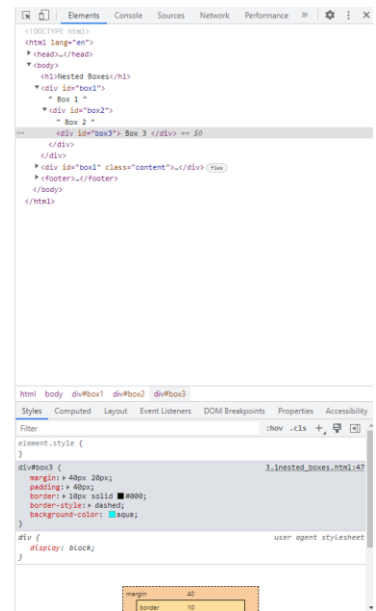 Elements Console Sources Network Performance »
<!DOCTYPE html>
<html lang="en">
<head>…</head>
<body>
<h1>Nested Boxes</h1>
<div id="box1">
" Box 1 "
<div id="box2">
" Box 2 "
<div id="box3"> Box 3 </div> == $0
</div>
</div>
<div id="box1" class="content">…</div> flex
<footer>…</footer>
</body>
</html>
html body div#box1 div#box2 div#box3
Styles Computed Layout Event Listeners DOM Breakpoints Properties Accessibility
Filter :hov .cls +
element.style {
}
div#box3 { 3.1nested_boxes.html:47
margin: 40px 20px;
padding: 40px;
border: 10px solid #000;
border-style: dashed;
background-color: aqua;
}
div { user agent stylesheet
display: block;
}
margin 40
border 10